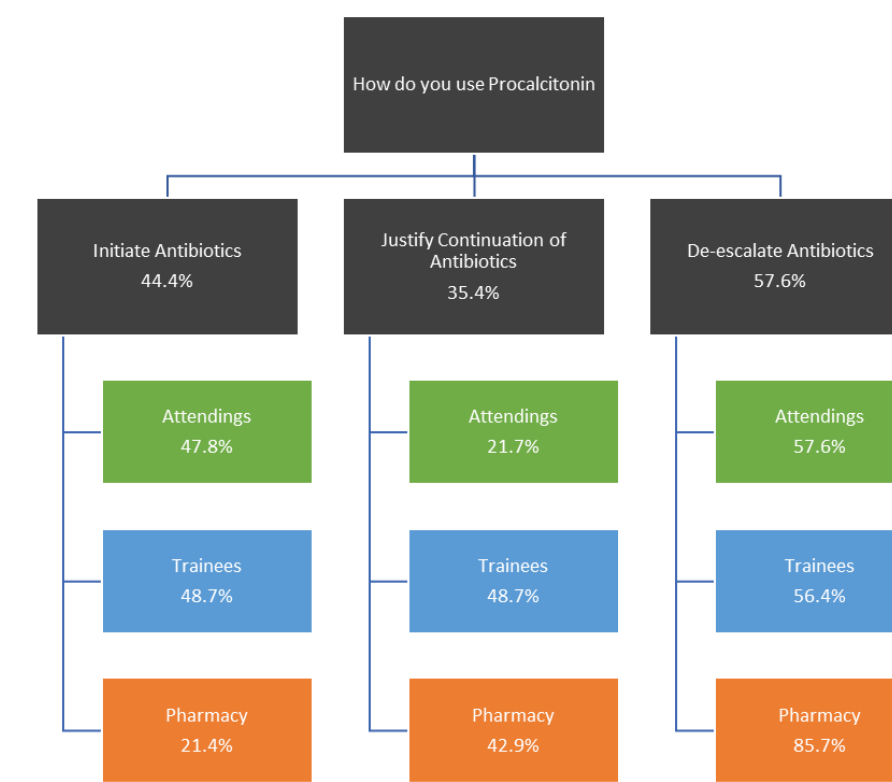 How do you use Procalcitonin
Initiate Antibiotics
44.4%
Justify Continuation of
Antibiotics
35.4%
De-escalate Antibiotics
57.6%
Attendings
47.8%
Attendings
21.7%
Attendings
57.6%
Trainees
48.7%
Trainees
48.7%
Trainees
56.4%
Pharmacy
21.4%
Pharmacy
42.9%
Pharmacy
85.7%